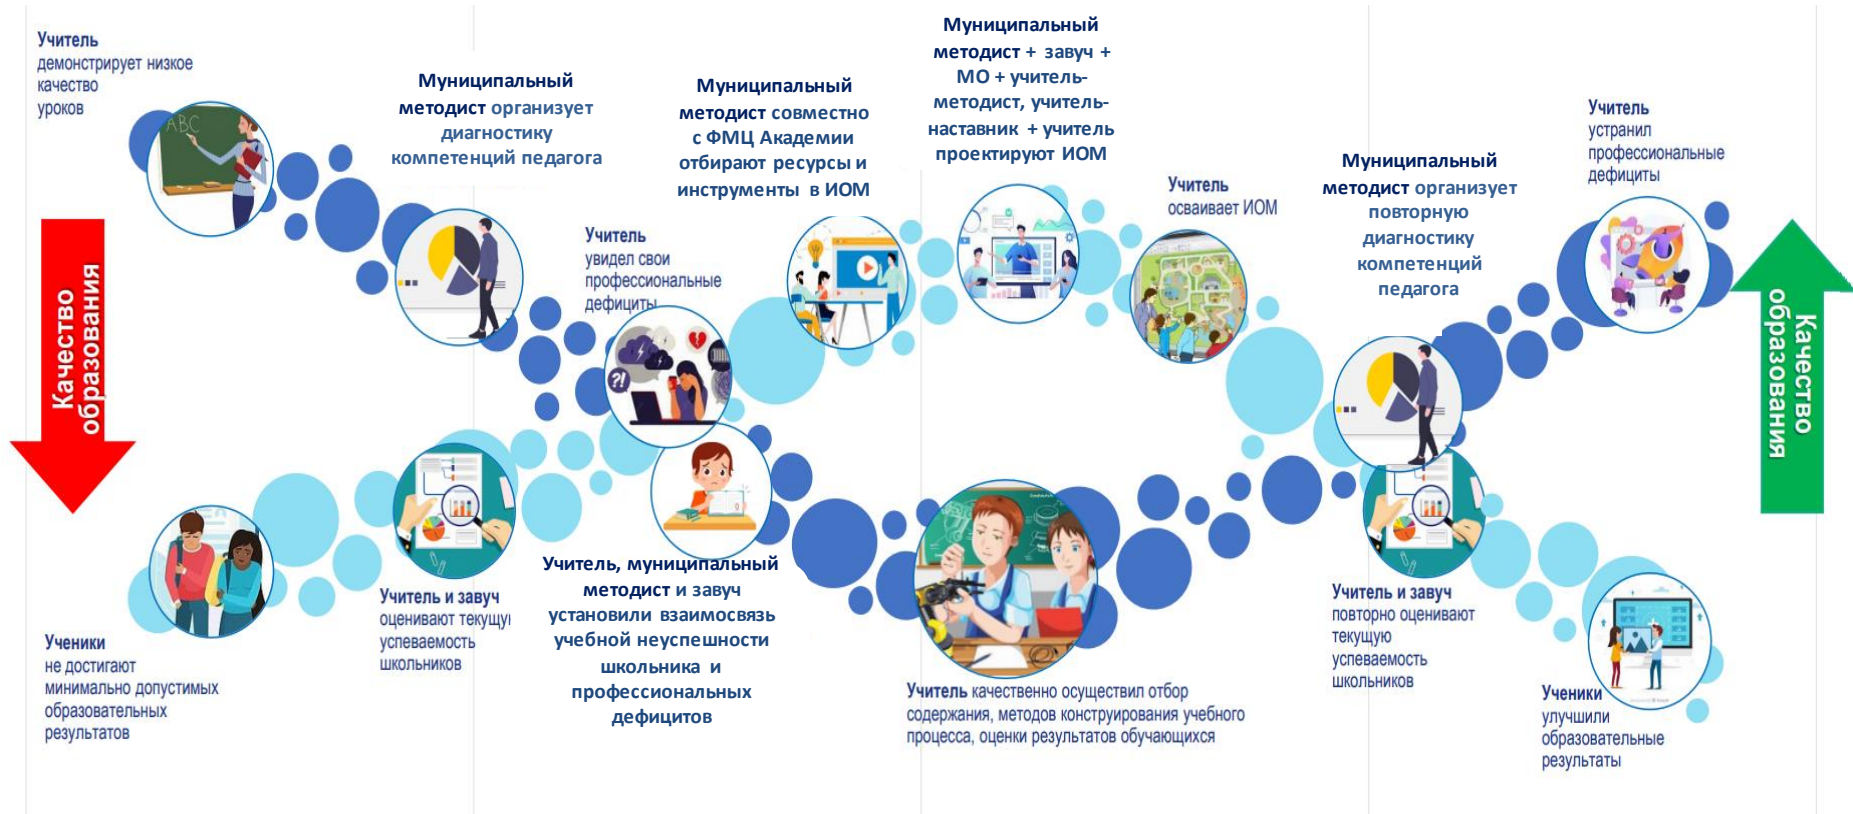 Учитель
демонстрирует низкое
качество
уроков
Муниципальный
методист организует
диагностику
компетенций педагога
Учитель
увидел свои
профессиональные
дефициты
Муниципальный
методист совместно
с ФМЦ Академии
отбирают ресурсы и
инструменты в ИОМ
Муниципальный
методист + завуч +
МО + учитель-
методист, учитель-
наставник + учитель
проектируют ИОМ
Учитель
осваивает ИОМ
Муниципальный
методист организует
повторную
диагностику
компетенций
педагога
Учитель
устранил
профессиональные
дефициты
Качество
образования
Качество
образования
ABC
?!
Ученики
не достигают
минимально допустимых
образовательных
результатов
Учитель и завуч
оценивают текущу
успеваемость
школьников
Учитель, муниципальный
методист и завуч
установили взаимосвязь
учебной неуспешности
школьника и
профессиональных
дефицитов
Учитель качественно осуществил отбор
содержания, методов конструирования учебного
процесса, оценки результатов обучающихся
Учитель и завуч
повторно оценивают
текущую
успеваемость
школьников
Ученики
улучшили
образовательные
результаты